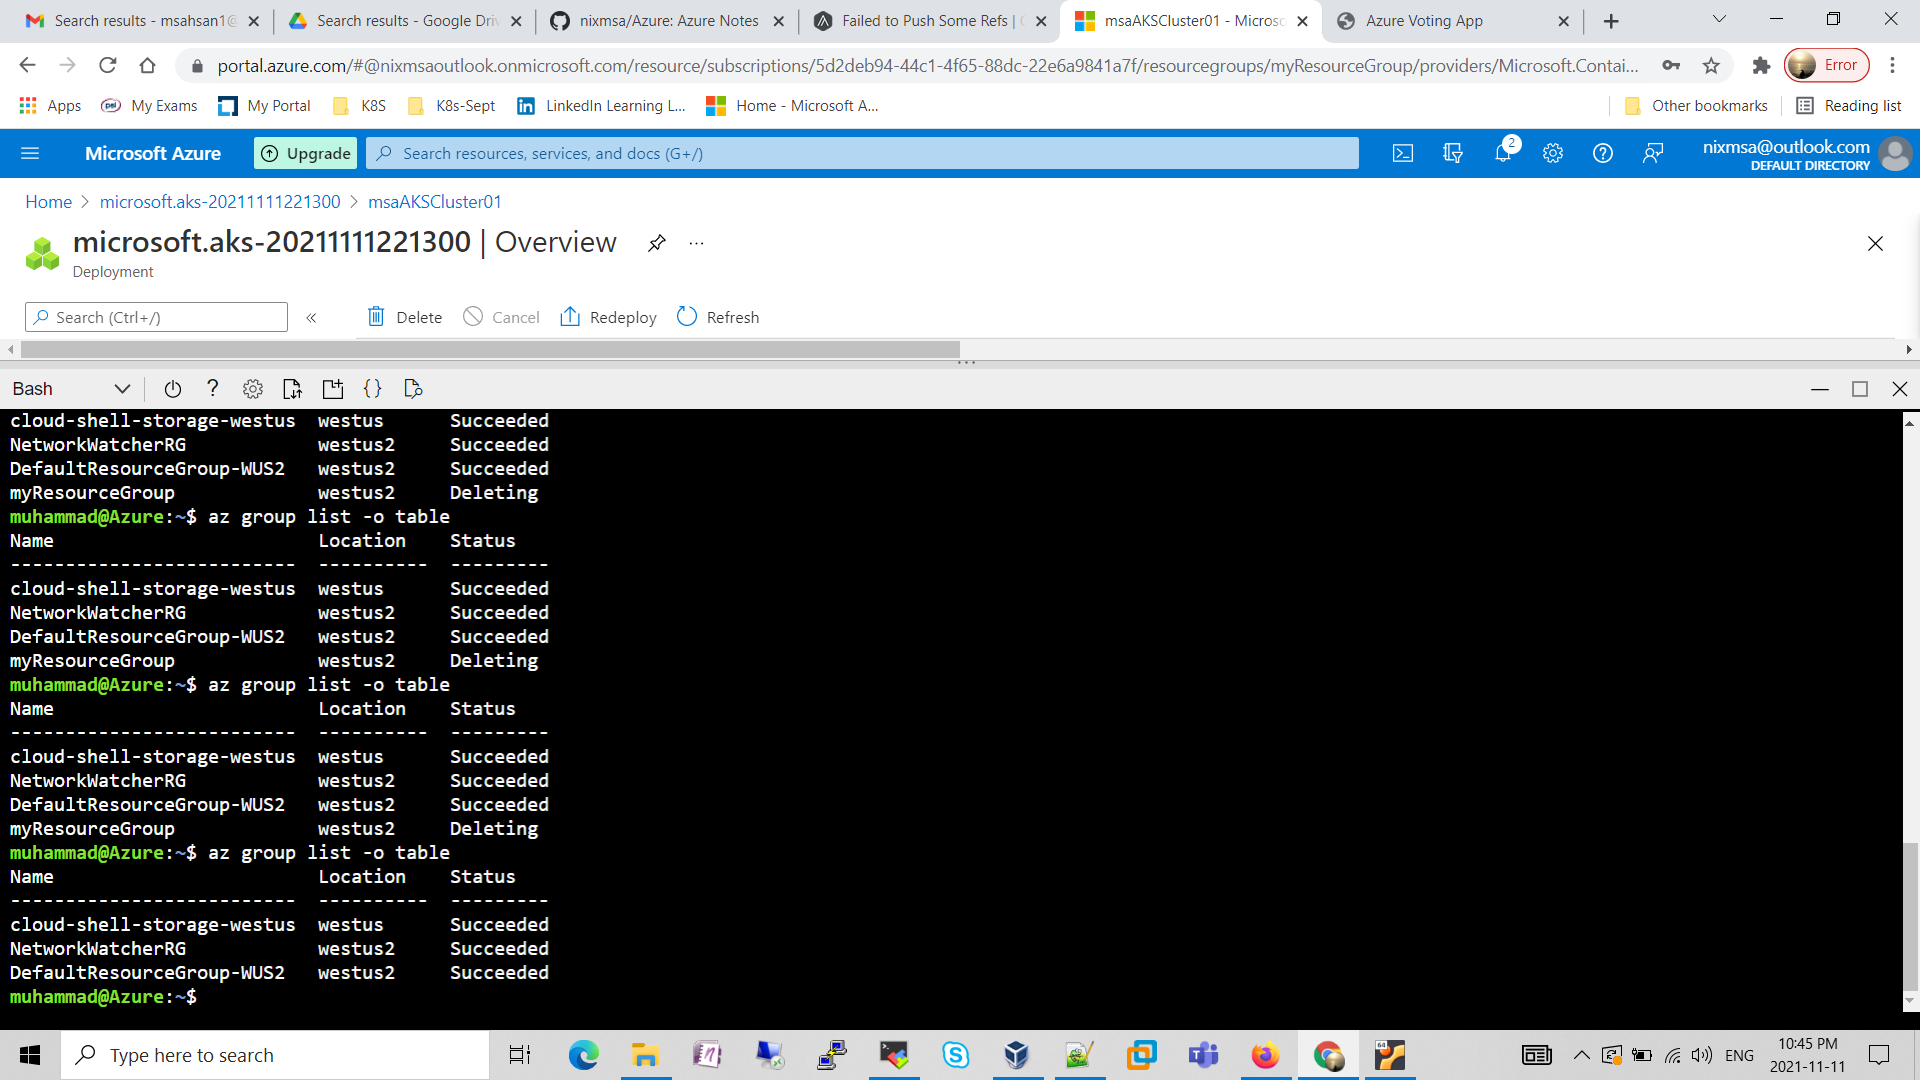 Search results - msahsan1@
Search results - Google Driv
nixmsa/Azure: Azure Notes
Failed to Push Some Refs |
msaAKSCluster01 - Microso
Azure Voting App
portal.azure.com/#@nixmsaoutlook.onmicrosoft.com/resource/subscriptions/5d2deb94-44c1-4f65-88dc-22e6a9841a7f/resourcegroups/myResourceGroup/providers/Microsoft.Contai...
Error
Apps
My Exams
My Portal
K8S
K8s-Sept
LinkedIn Learning L...
Home - Microsoft A...
Other bookmarks
Reading list
Microsoft Azure
Upgrade
Search resources, services, and docs (G+/)
2
nixmsa@outlook.com
DEFAULT DIRECTORY
Home > microsoft.aks-20211111221300 > msaAKSCluster01
microsoft.aks-20211111221300 | Overview
Deployment
Search (Ctrl+/)
Delete
Cancel
Redeploy
Refresh
Bash
cloud-shell-storage-westus  westus      Succeeded
NetworkWatcherRG            westus2     Succeeded
DefaultResourceGroup-WUS2   westus2     Succeeded
myResourceGroup             westus2     Deleting
muhammad@Azure:~$ az group list -o table
Name                        Location    Status
--------------------------  ----------  ---------
cloud-shell-storage-westus  westus      Succeeded
NetworkWatcherRG            westus2     Succeeded
DefaultResourceGroup-WUS2   westus2     Succeeded
myResourceGroup             westus2     Deleting
muhammad@Azure:~$ az group list -o table
Name                        Location    Status
--------------------------  ----------  ---------
cloud-shell-storage-westus  westus      Succeeded
NetworkWatcherRG            westus2     Succeeded
DefaultResourceGroup-WUS2   westus2     Succeeded
myResourceGroup             westus2     Deleting
muhammad@Azure:~$ az group list -o table
Name                        Location    Status
--------------------------  ----------  ---------
cloud-shell-storage-westus  westus      Succeeded
NetworkWatcherRG            westus2     Succeeded
DefaultResourceGroup-WUS2   westus2     Succeeded
muhammad@Azure:~$
Type here to search
64
ENG
10:45 PM
2021-11-11